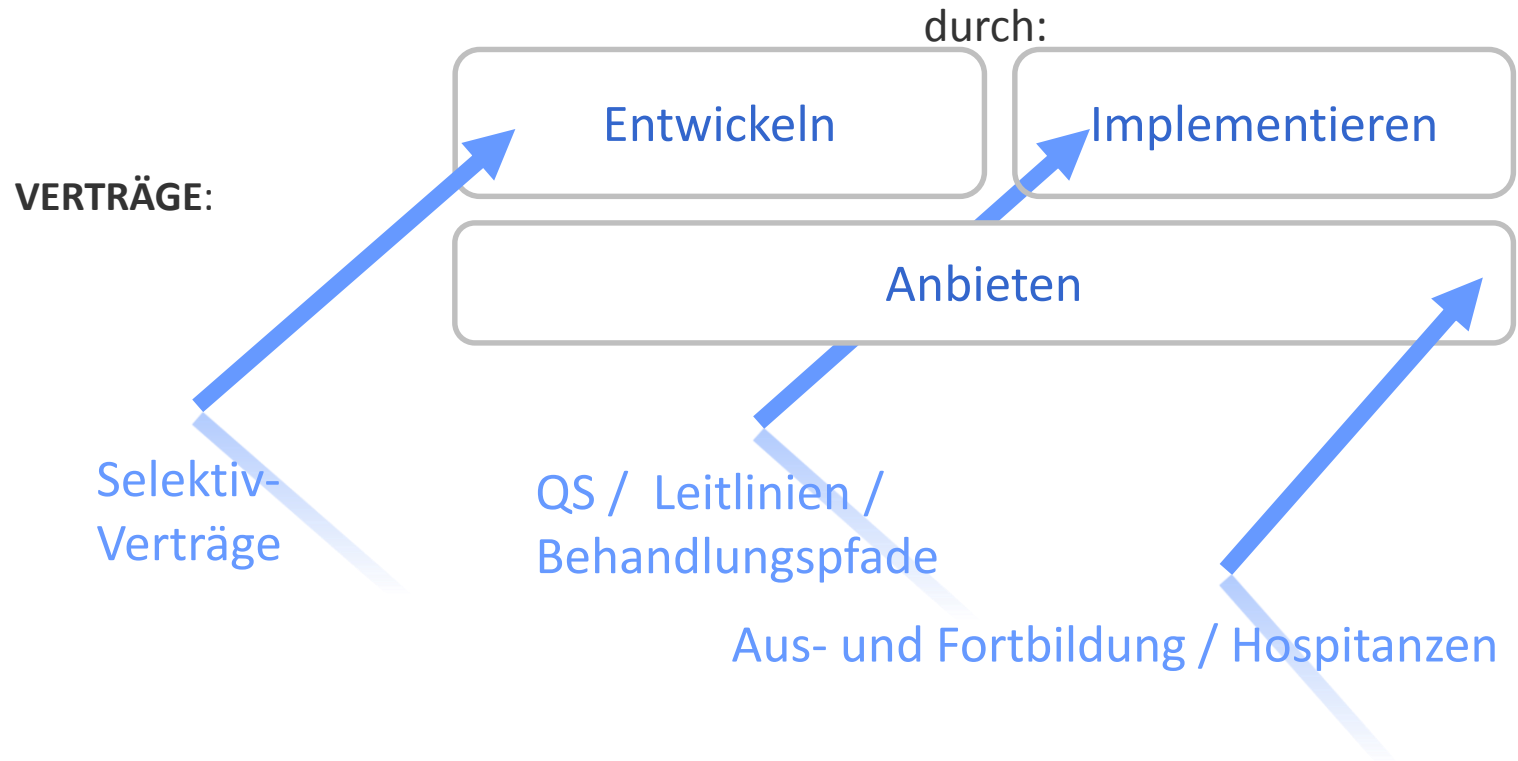 durch:
Entwickeln
Implementieren
VERTRÄGE:
Anbieten
Selektiv-
Verträge
QS / Leitlinien /
Behandlungspfade
Aus- und Fortbildung / Hospitanzen